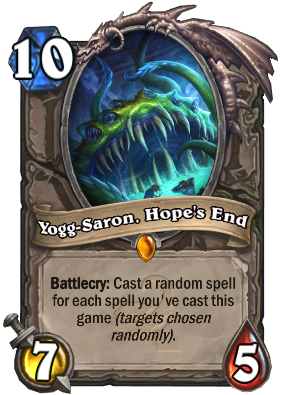 10
Yogg-Saron, Hope's End
Battlecry: Cast a random spell
for each spell you've cast this
game (targets chosen
randomly).
7
5